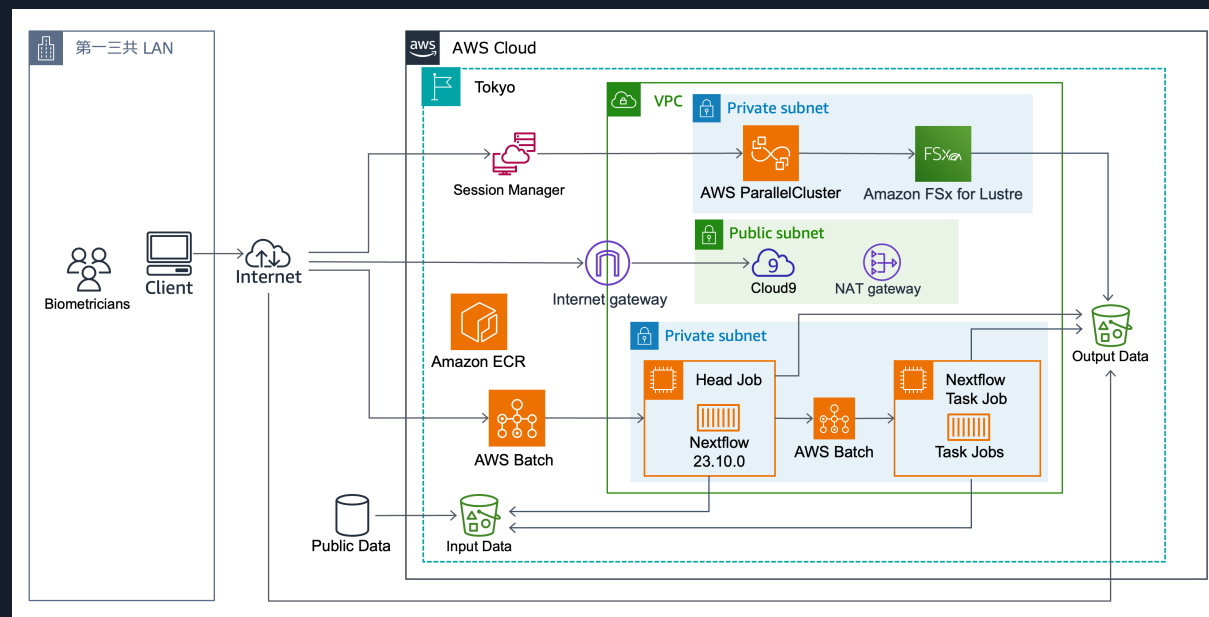 第一三共 LAN
aws
AWS Cloud
Tokyo
VPC
Private subnet
FSx
Session Manager
AWS ParallelCluster
Amazon FSx for Lustre
Public subnet
9
Biometricians
Client
Internet
Internet gateway
Cloud9
NAT gateway
Amazon ECR
Private subnet
Output Data
Head Job
Nextflow
23.10.0
AWS Batch
Nextflow
Task Job
Task Jobs
AWS Batch
Public Data
Input Data